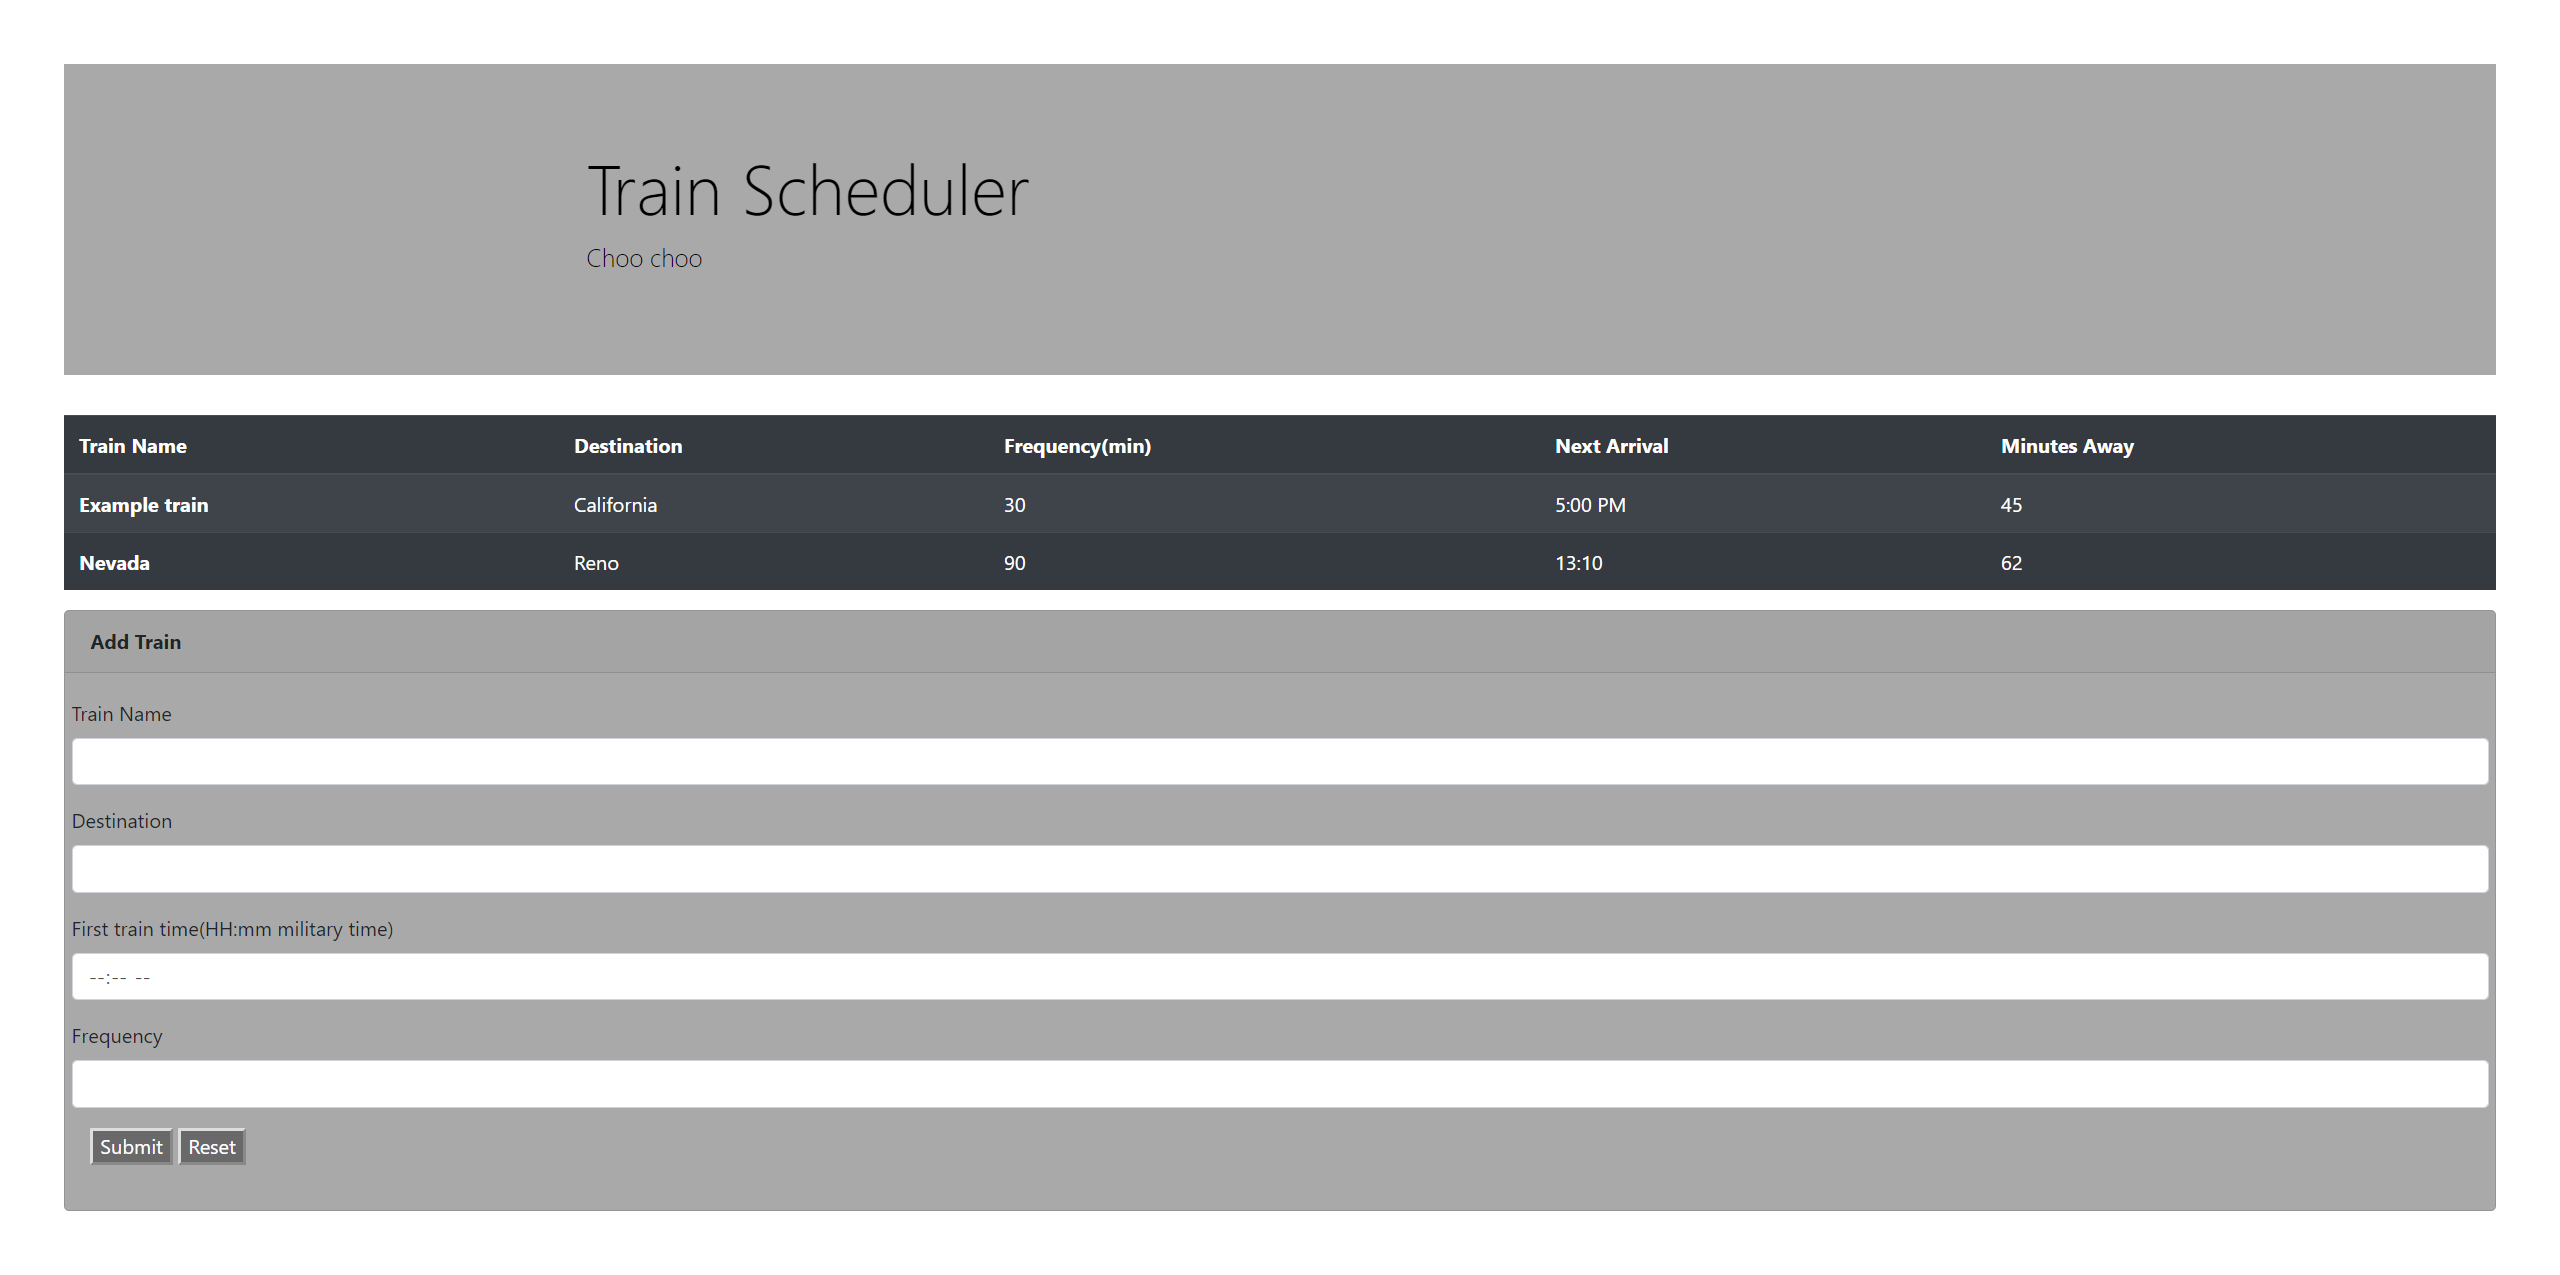 Train Scheduler
Choo choo
Train Name Destination Frequency(min) Next Arrival Minutes Away
Example train California 30 5:00 PM 45
Nevada Reno 90 13:10 62
Add Train
Train Name
Destination
First train time(HH:mm military time)
--:-- --
Frequency
Submit Reset